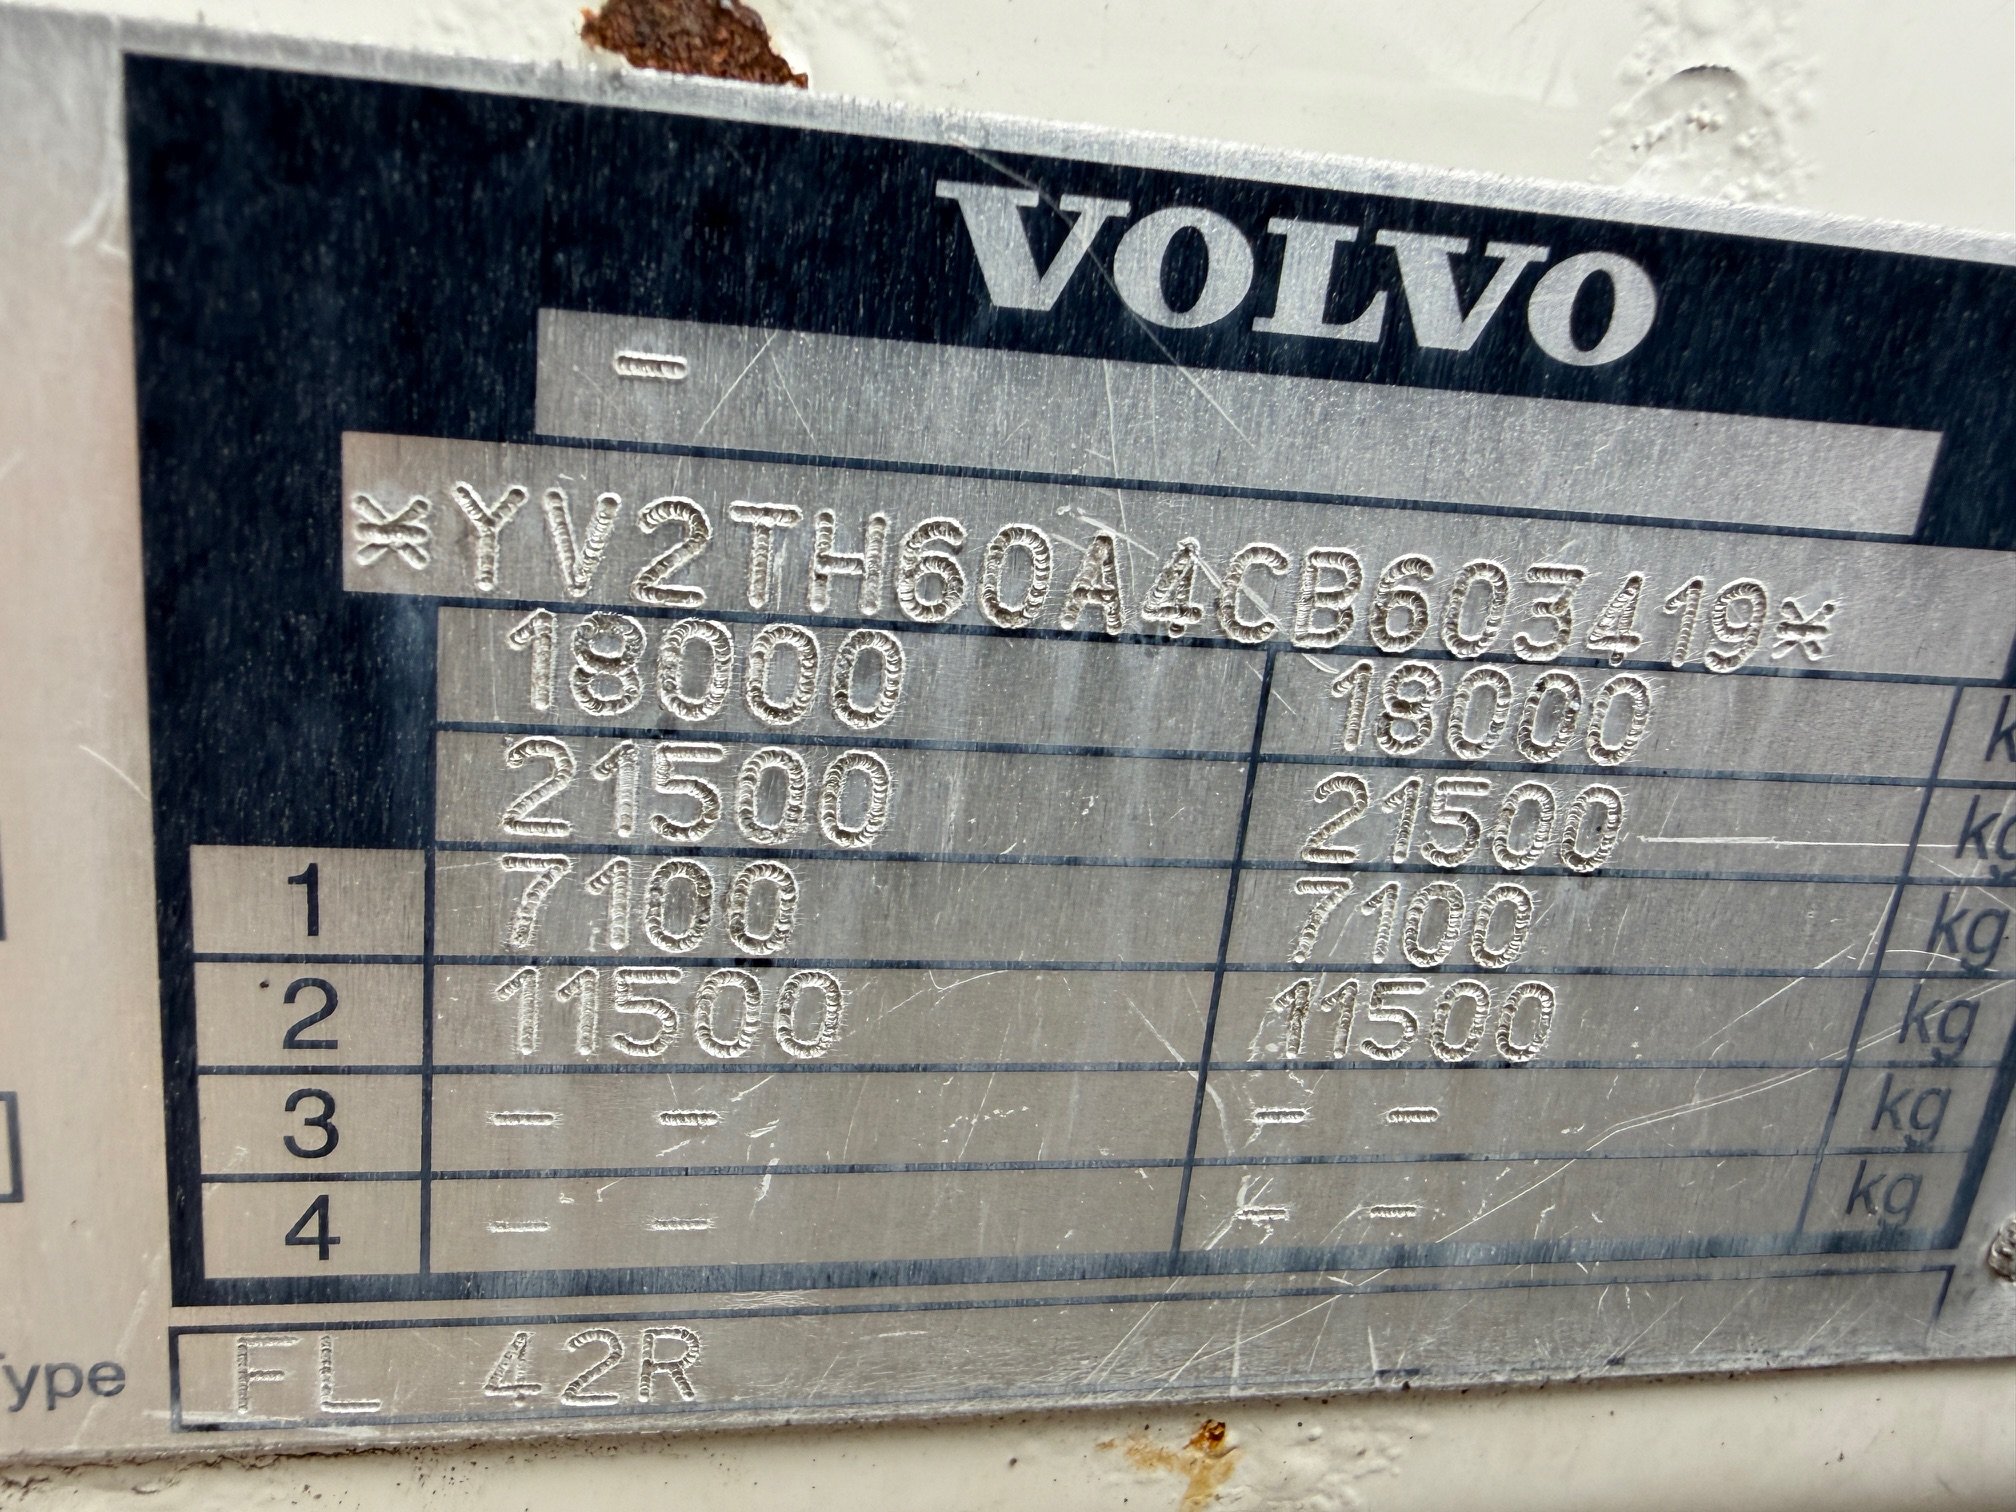 VOLVO
-
*YV2TH60A4CB603419*
18000 18000
21500 21500 kg
1 7100 7100 kg
2 11500 11500 kg
3 - - - - kg
4 - - - - kg
Type FL 42R